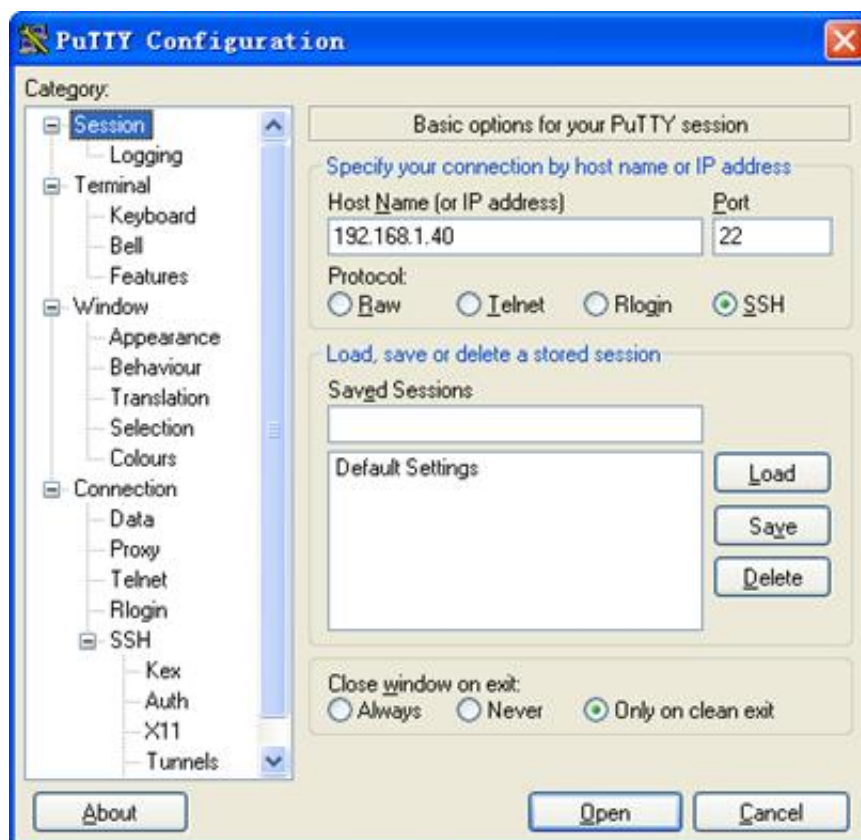 PuTTY Configuration
Category:
Session
Logging
Terminal
Keyboard
Bell
Features
Window
Appearance
Behaviour
Translation
Selection
Colours
Connection
Data
Proxy
Telnet
Rlogin
SSH
Kex
Auth
X11
Tunnels
Basic options for your PuTTY session
Specify your connection by host name or IP address
Host Name (or IP address) Port
192.168.1.40 22
Protocol:
Raw Telnet Rlogin SSH
Load, save or delete a stored session
Saved Sessions
Default Settings
Load
Save
Delete
Close window on exit:
Always Never Only on clean exit
About Open Cancel